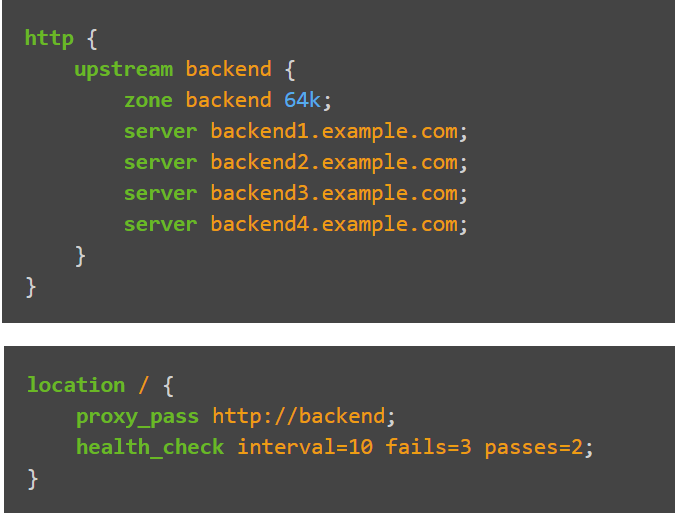 http {
    upstream backend {
        zone backend 64k;
        server backend1.example.com;
        server backend2.example.com;
        server backend3.example.com;
        server backend4.example.com;
    }
}
location / {
    proxy_pass http://backend;
    health_check interval=10 fails=3 passes=2;
}